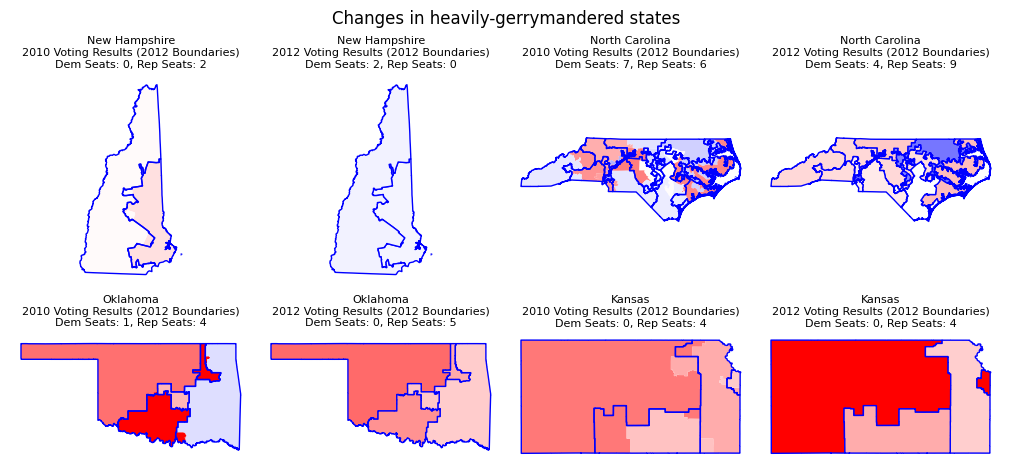 Changes in heavily-gerrymandered states
New Hampshire
2010 Voting Results (2012 Boundaries)
Dem Seats: 0, Rep Seats: 2
New Hampshire
2012 Voting Results (2012 Boundaries)
Dem Seats: 2, Rep Seats: 0
North Carolina
2010 Voting Results (2012 Boundaries)
Dem Seats: 7, Rep Seats: 6
North Carolina
2012 Voting Results (2012 Boundaries)
Dem Seats: 4, Rep Seats: 9
Oklahoma
2010 Voting Results (2012 Boundaries)
Dem Seats: 1, Rep Seats: 4
Oklahoma
2012 Voting Results (2012 Boundaries)
Dem Seats: 0, Rep Seats: 5
Kansas
2010 Voting Results (2012 Boundaries)
Dem Seats: 0, Rep Seats: 4
Kansas
2012 Voting Results (2012 Boundaries)
Dem Seats: 0, Rep Seats: 4